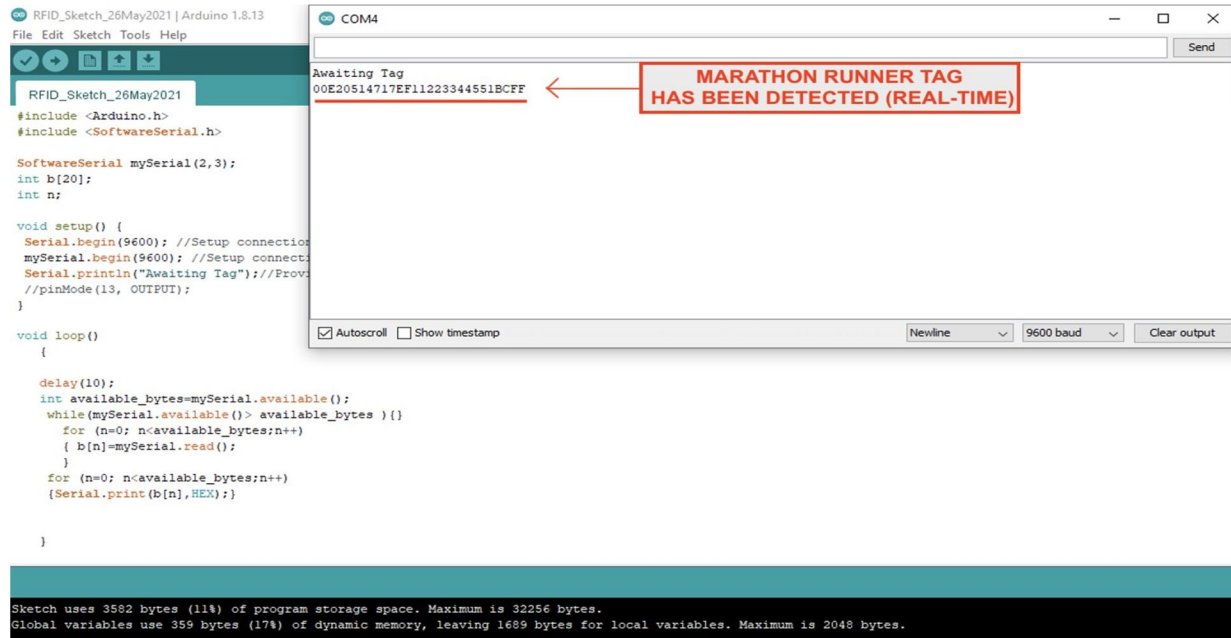 RFID_Sketch_26May2021 | Arduino 1.8.13
File Edit Sketch Tools Help
RFID_Sketch_26May2021
#include <Arduino.h>
#include <SoftwareSerial.h>
SoftwareSerial mySerial(2,3);
int b[20];
int n;
void setup() {
Serial.begin(9600); //Setup connection
mySerial.begin(9600); //Setup connecti
Serial.println("Awaiting Tag");//Provi
//pinMode(13, OUTPUT);
}
void loop()
{
delay(10);
int available_bytes=mySerial.available();
while(mySerial.available()> available_bytes ){}
for (n=0; n<available_bytes;n++)
{ b[n]=mySerial.read();
}
for (n=0; n<available_bytes;n++)
{Serial.print(b[n],HEX);}
}
COM4
Send
Awaiting Tag
00E20514717EF11223344551BCFF
MARATHON RUNNER TAG
HAS BEEN DETECTED (REAL-TIME)
Autoscroll Show timestamp Newline 9600 baud Clear output
Sketch uses 3582 bytes (11%) of program storage space. Maximum is 32256 bytes.
Global variables use 359 bytes (17%) of dynamic memory, leaving 1689 bytes for local variables. Maximum is 2048 bytes.